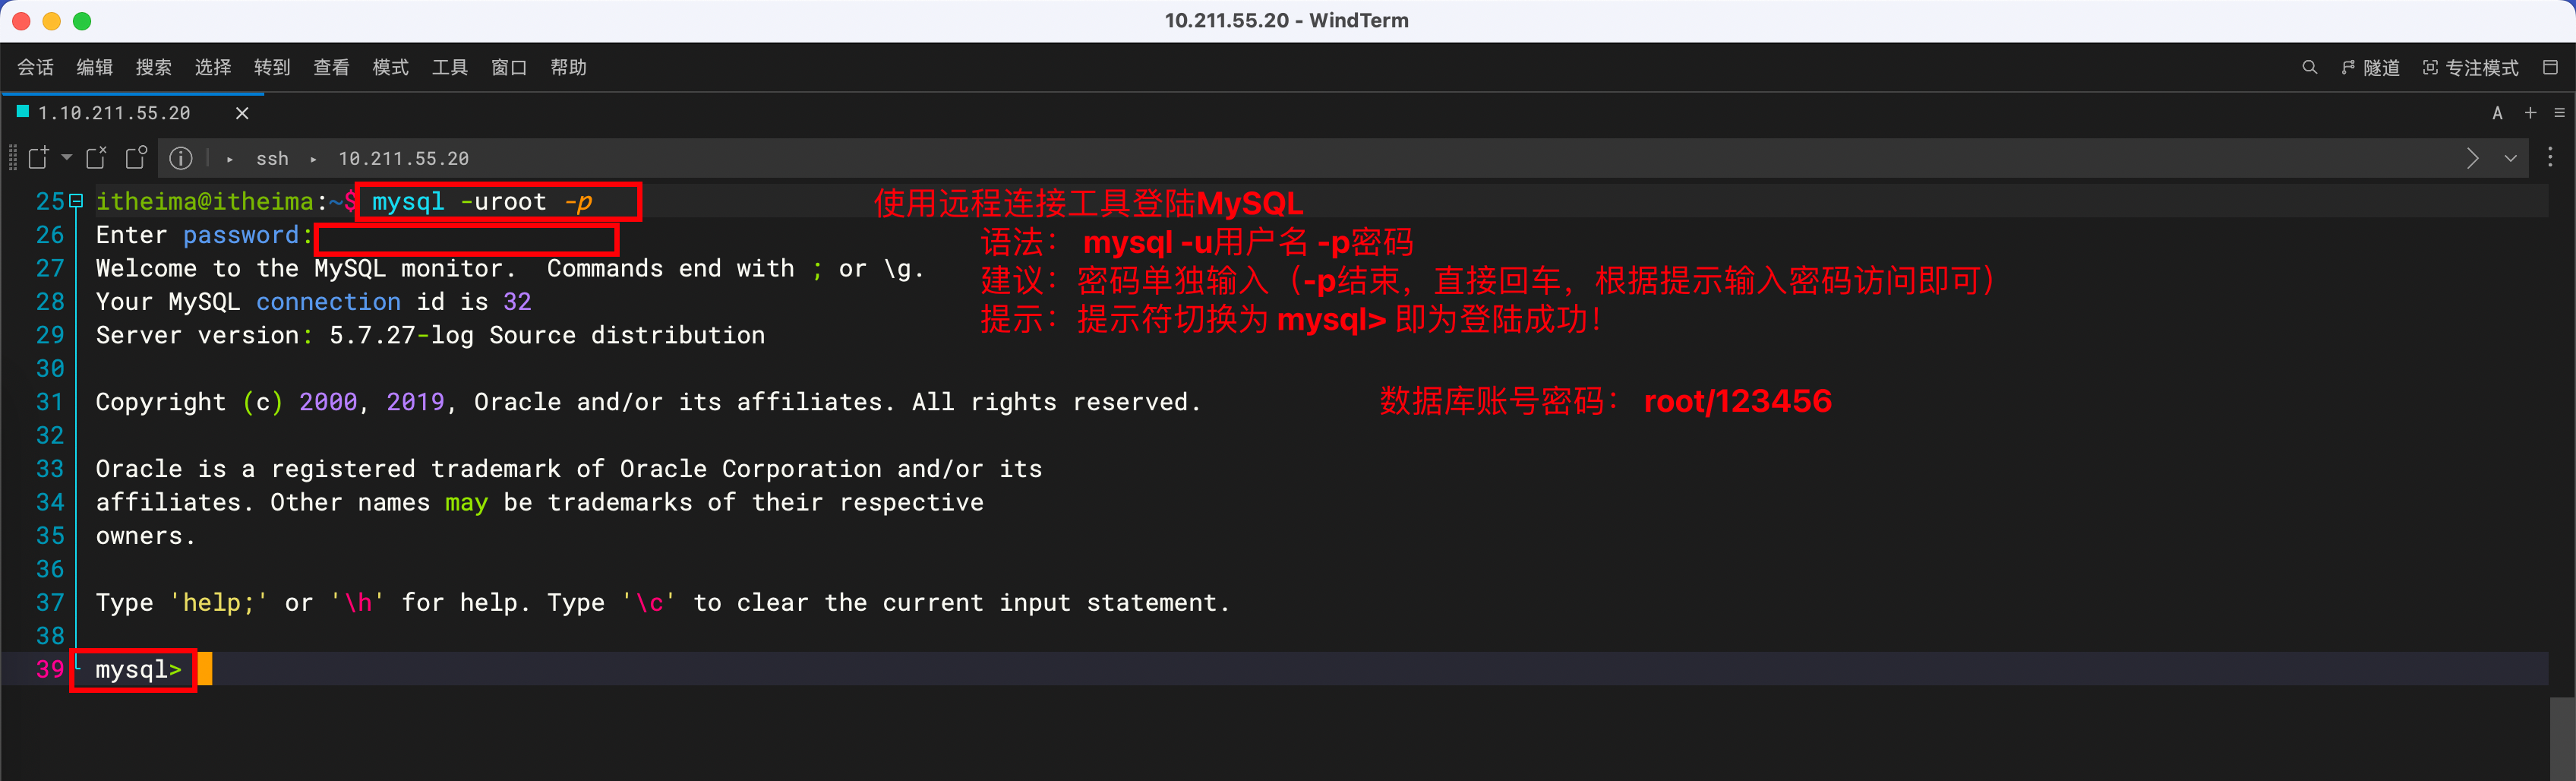 10.211.55.20 - WindTerm
会话 编辑 搜索 选择 转到 查看 模式 工具 窗口 帮助 隧道 专注模式
1.10.211.55.20 A
ssh 10.211.55.20
25 itheima@itheima:~$ mysql -uroot -p
使用远程连接工具登陆MySQL
26 Enter password:
语法： mysql -u用户名 -p密码
27 Welcome to the MySQL monitor.  Commands end with ; or \g.
建议：密码单独输入（-p结束，直接回车，根据提示输入密码访问即可）
28 Your MySQL connection id is 32
提示：提示符切换为 mysql> 即为登陆成功！
29 Server version: 5.7.27-log Source distribution
30
31 Copyright (c) 2000, 2019, Oracle and/or its affiliates. All rights reserved.
数据库账号密码： root/123456
32
33 Oracle is a registered trademark of Oracle Corporation and/or its
34 affiliates. Other names may be trademarks of their respective
35 owners.
36
37 Type 'help;' or '\h' for help. Type '\c' to clear the current input statement.
38
39 mysql>